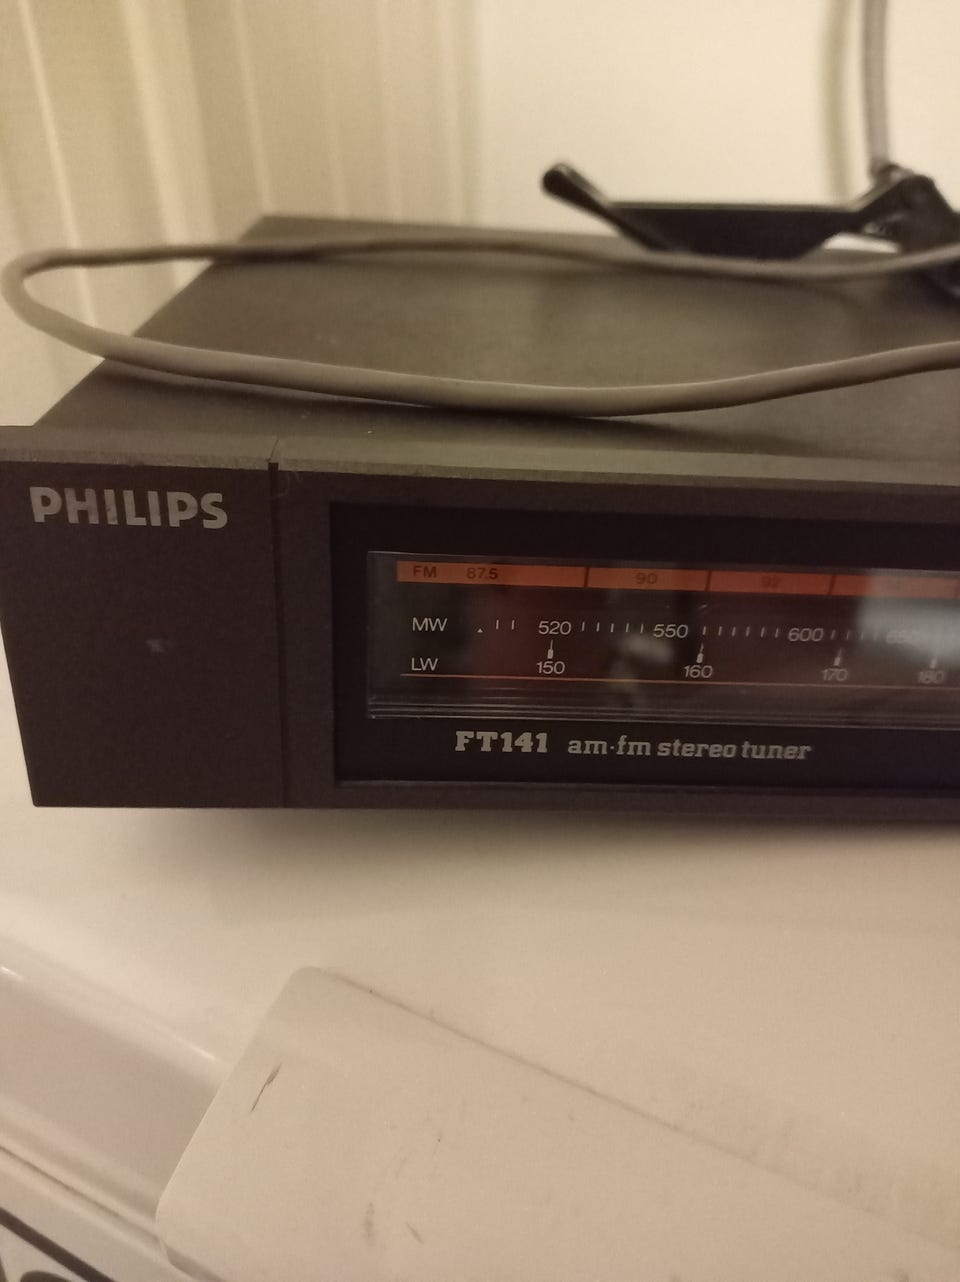 PHILIPS
FM 87.5 90 92
MW 520 550 600 650
LW 150 160 170 180
FT141 am·fm stereo tuner